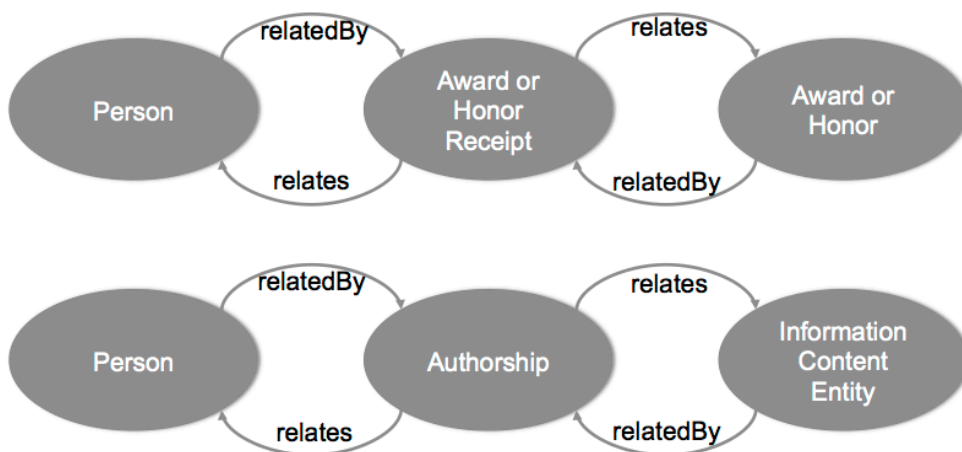 relatedBy
relates
Person
Award or
Honor
Receipt
Award or
Honor
relates
relatedBy
relatedBy
relates
Person
Authorship
Information
Content
Entity
relates
relatedBy